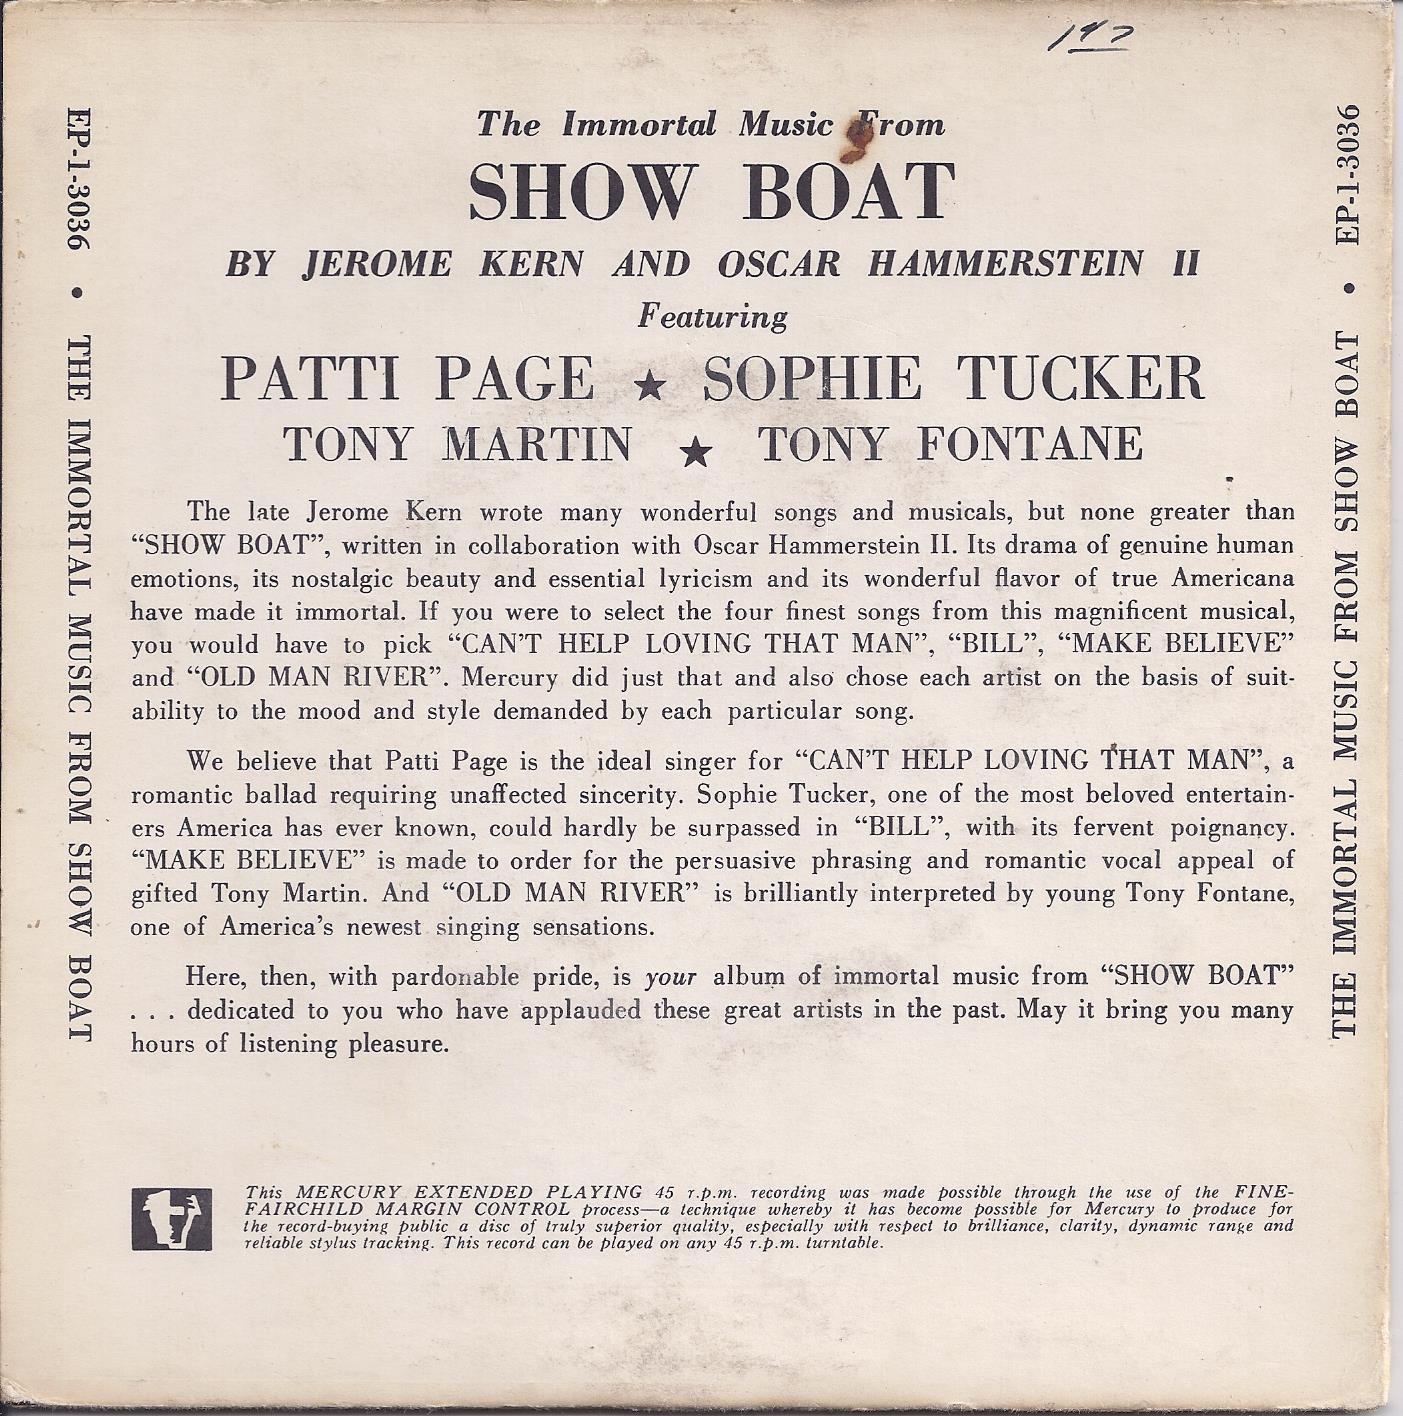 The Immortal Music From
SHOW BOAT
BY JEROME KERN AND OSCAR HAMMERSTEIN II
Featuring
PATTI PAGE ★ SOPHIE TUCKER
TONY MARTIN ★ TONY FONTANE
The late Jerome Kern wrote many wonderful songs and musicals, but none greater than
“SHOW BOAT”, written in collaboration with Oscar Hammerstein II. Its drama of genuine human
emotions, its nostalgic beauty and essential lyricism and its wonderful flavor of true Americana
have made it immortal. If you were to select the four finest songs from this magnificent musical,
you would have to pick “CAN’T HELP LOVING THAT MAN”, “BILL”, “MAKE BELIEVE”
and “OLD MAN RIVER”. Mercury did just that and also chose each artist on the basis of suit-
ability to the mood and style demanded by each particular song.
We believe that Patti Page is the ideal singer for “CAN’T HELP LOVING THAT MAN”, a
romantic ballad requiring unaffected sincerity. Sophie Tucker, one of the most beloved entertain-
ers America has ever known, could hardly be surpassed in “BILL”, with its fervent poignancy.
“MAKE BELIEVE” is made to order for the persuasive phrasing and romantic vocal appeal of
gifted Tony Martin. And “OLD MAN RIVER” is brilliantly interpreted by young Tony Fontane,
one of America’s newest singing sensations.
Here, then, with pardonable pride, is your album of immortal music from “SHOW BOAT”
. . . dedicated to you who have applauded these great artists in the past. May it bring you many
hours of listening pleasure.
This MERCURY EXTENDED PLAYING 45 r.p.m. recording was made possible through the use of the FINE-
FAIRCHILD MARGIN CONTROL process—a technique whereby it has become possible for Mercury to produce for
the record-buying public a disc of truly superior quality, especially with respect to brilliance, clarity, dynamic range and
reliable stylus tracking. This record can be played on any 45 r.p.m. turntable.
EP-1-3036 • THE IMMORTAL MUSIC FROM SHOW BOAT
THE IMMORTAL MUSIC FROM SHOW BOAT • EP-1-3036